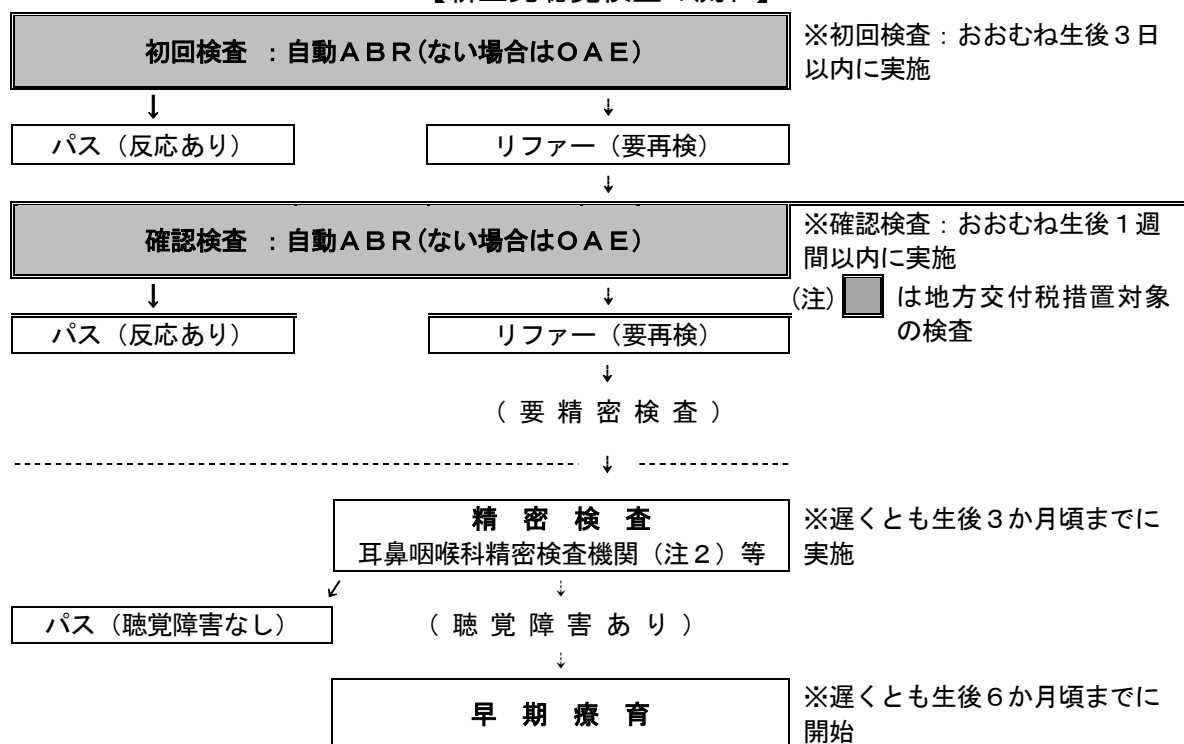 初回検査 ：自動ＡＢＲ(ない場合はＯＡＥ)
※初回検査：おおむね生後３日
以内に実施
↓ ↓
パス（反応あり） リファー（要再検）
↓
確認検査 ：自動ＡＢＲ(ない場合はＯＡＥ)
※確認検査：おおむね生後１週
間以内に実施
↓ ↓
(注) は地方交付税措置対象
の検査
パス（反応あり） リファー（要再検）
↓
（要精密検査）
↓
精密検査
耳鼻咽喉科精密検査機関（注２）等
※遅くとも生後３か月頃までに
実施
↙ ↓
パス（聴覚障害なし） （聴覚障害あり）
↓
早期療育
※遅くとも生後６か月頃までに
開始